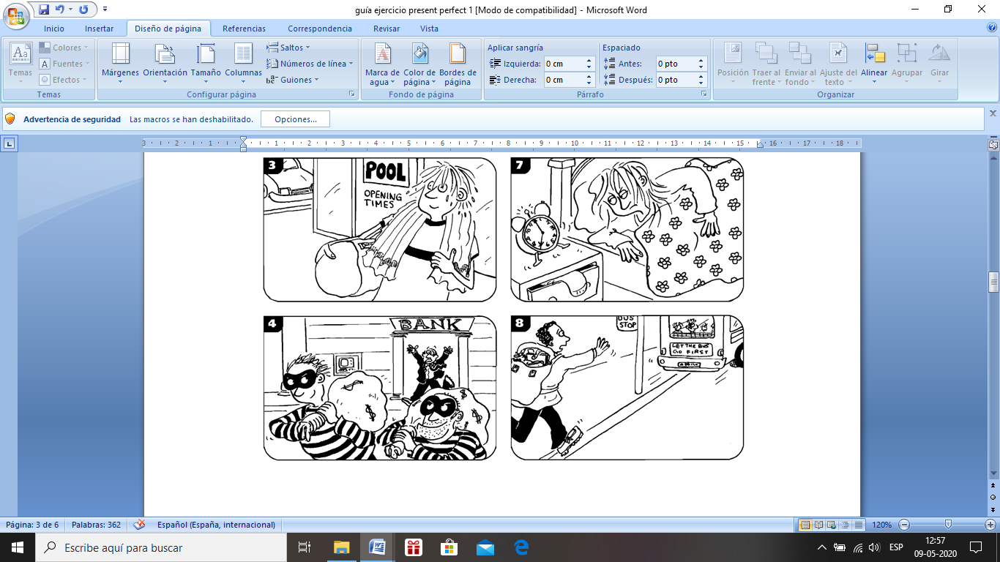 guía ejercicio present perfect 1 [Modo de compatibilidad] - Microsoft Word
Inicio Insertar Diseño de página Referencias Correspondencia Revisar Vista
Temas
Colores
Fuentes
Efectos
Temas
Márgenes Orientación Tamaño Columnas
Saltos
Números de línea
Guiones
Configurar página
Marca de agua
Color de página
Bordes de página
Fondo de página
Aplicar sangría
Izquierda: 0 cm
Derecha: 0 cm
Espaciado
Antes: 0 pto
Después: 0 pto
Párrafo
Posición
Traer al frente
Enviar al fondo
Ajuste del texto
Alinear
Agrupar
Girar
Organizar
Advertencia de seguridad Las macros se han deshabilitado. Opciones...
3 2 1 1 2 3 4 5 6 7 8 9 10 11 12 13 14 15 16 17 18
3
POOL
OPENING
TIMES
7
4
BANK
8
BUS
STOP
LET THE BUS
GO FIRST
Página: 3 de 6 Palabras: 362 Español (España, internacional) 120%
Escribe aquí para buscar
ESP
12:57
09-05-2020